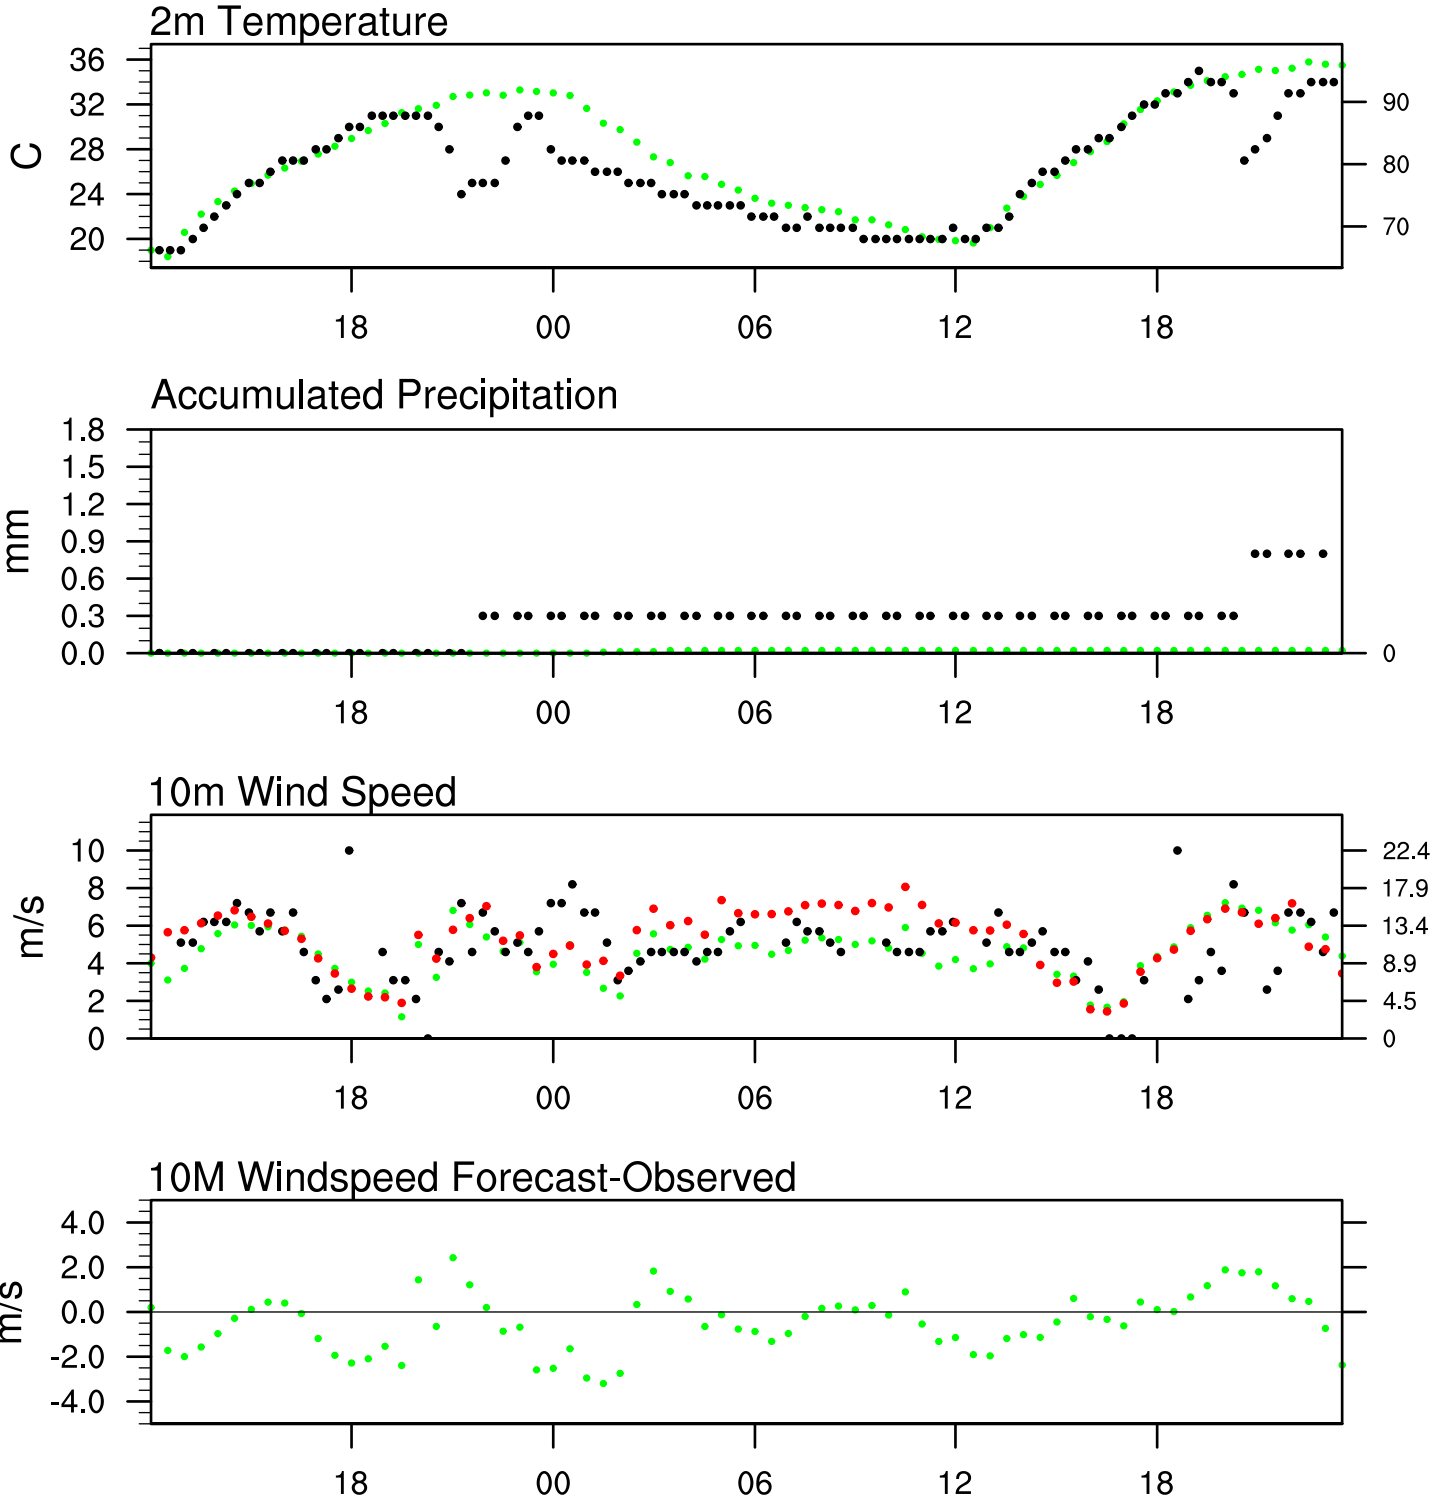 2m Temperature
36
32
28
24
20
C
90
80
70
18 00 06 12 18
Accumulated Precipitation
1.8
1.5
1.2
0.9
0.6
0.3
0.0
mm
0
18 00 06 12 18
10m Wind Speed
10
8
6
4
2
0
m/s
22.4
17.9
13.4
8.9
4.5
0
18 00 06 12 18
10M Windspeed Forecast-Observed
4.0
2.0
0.0
-2.0
-4.0
m/s
18 00 06 12 18